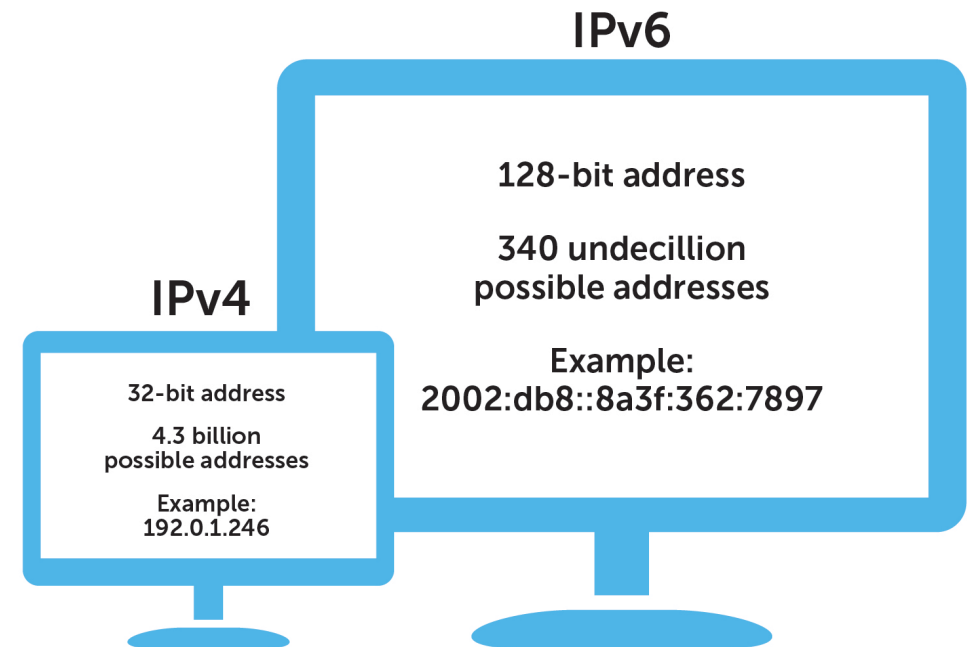 IPv6
128-bit address
340 undecillion
possible addresses
Example:
2002:db8::8a3f:362:7897
IPv4
32-bit address
4.3 billion
possible addresses
Example:
192.0.1.246